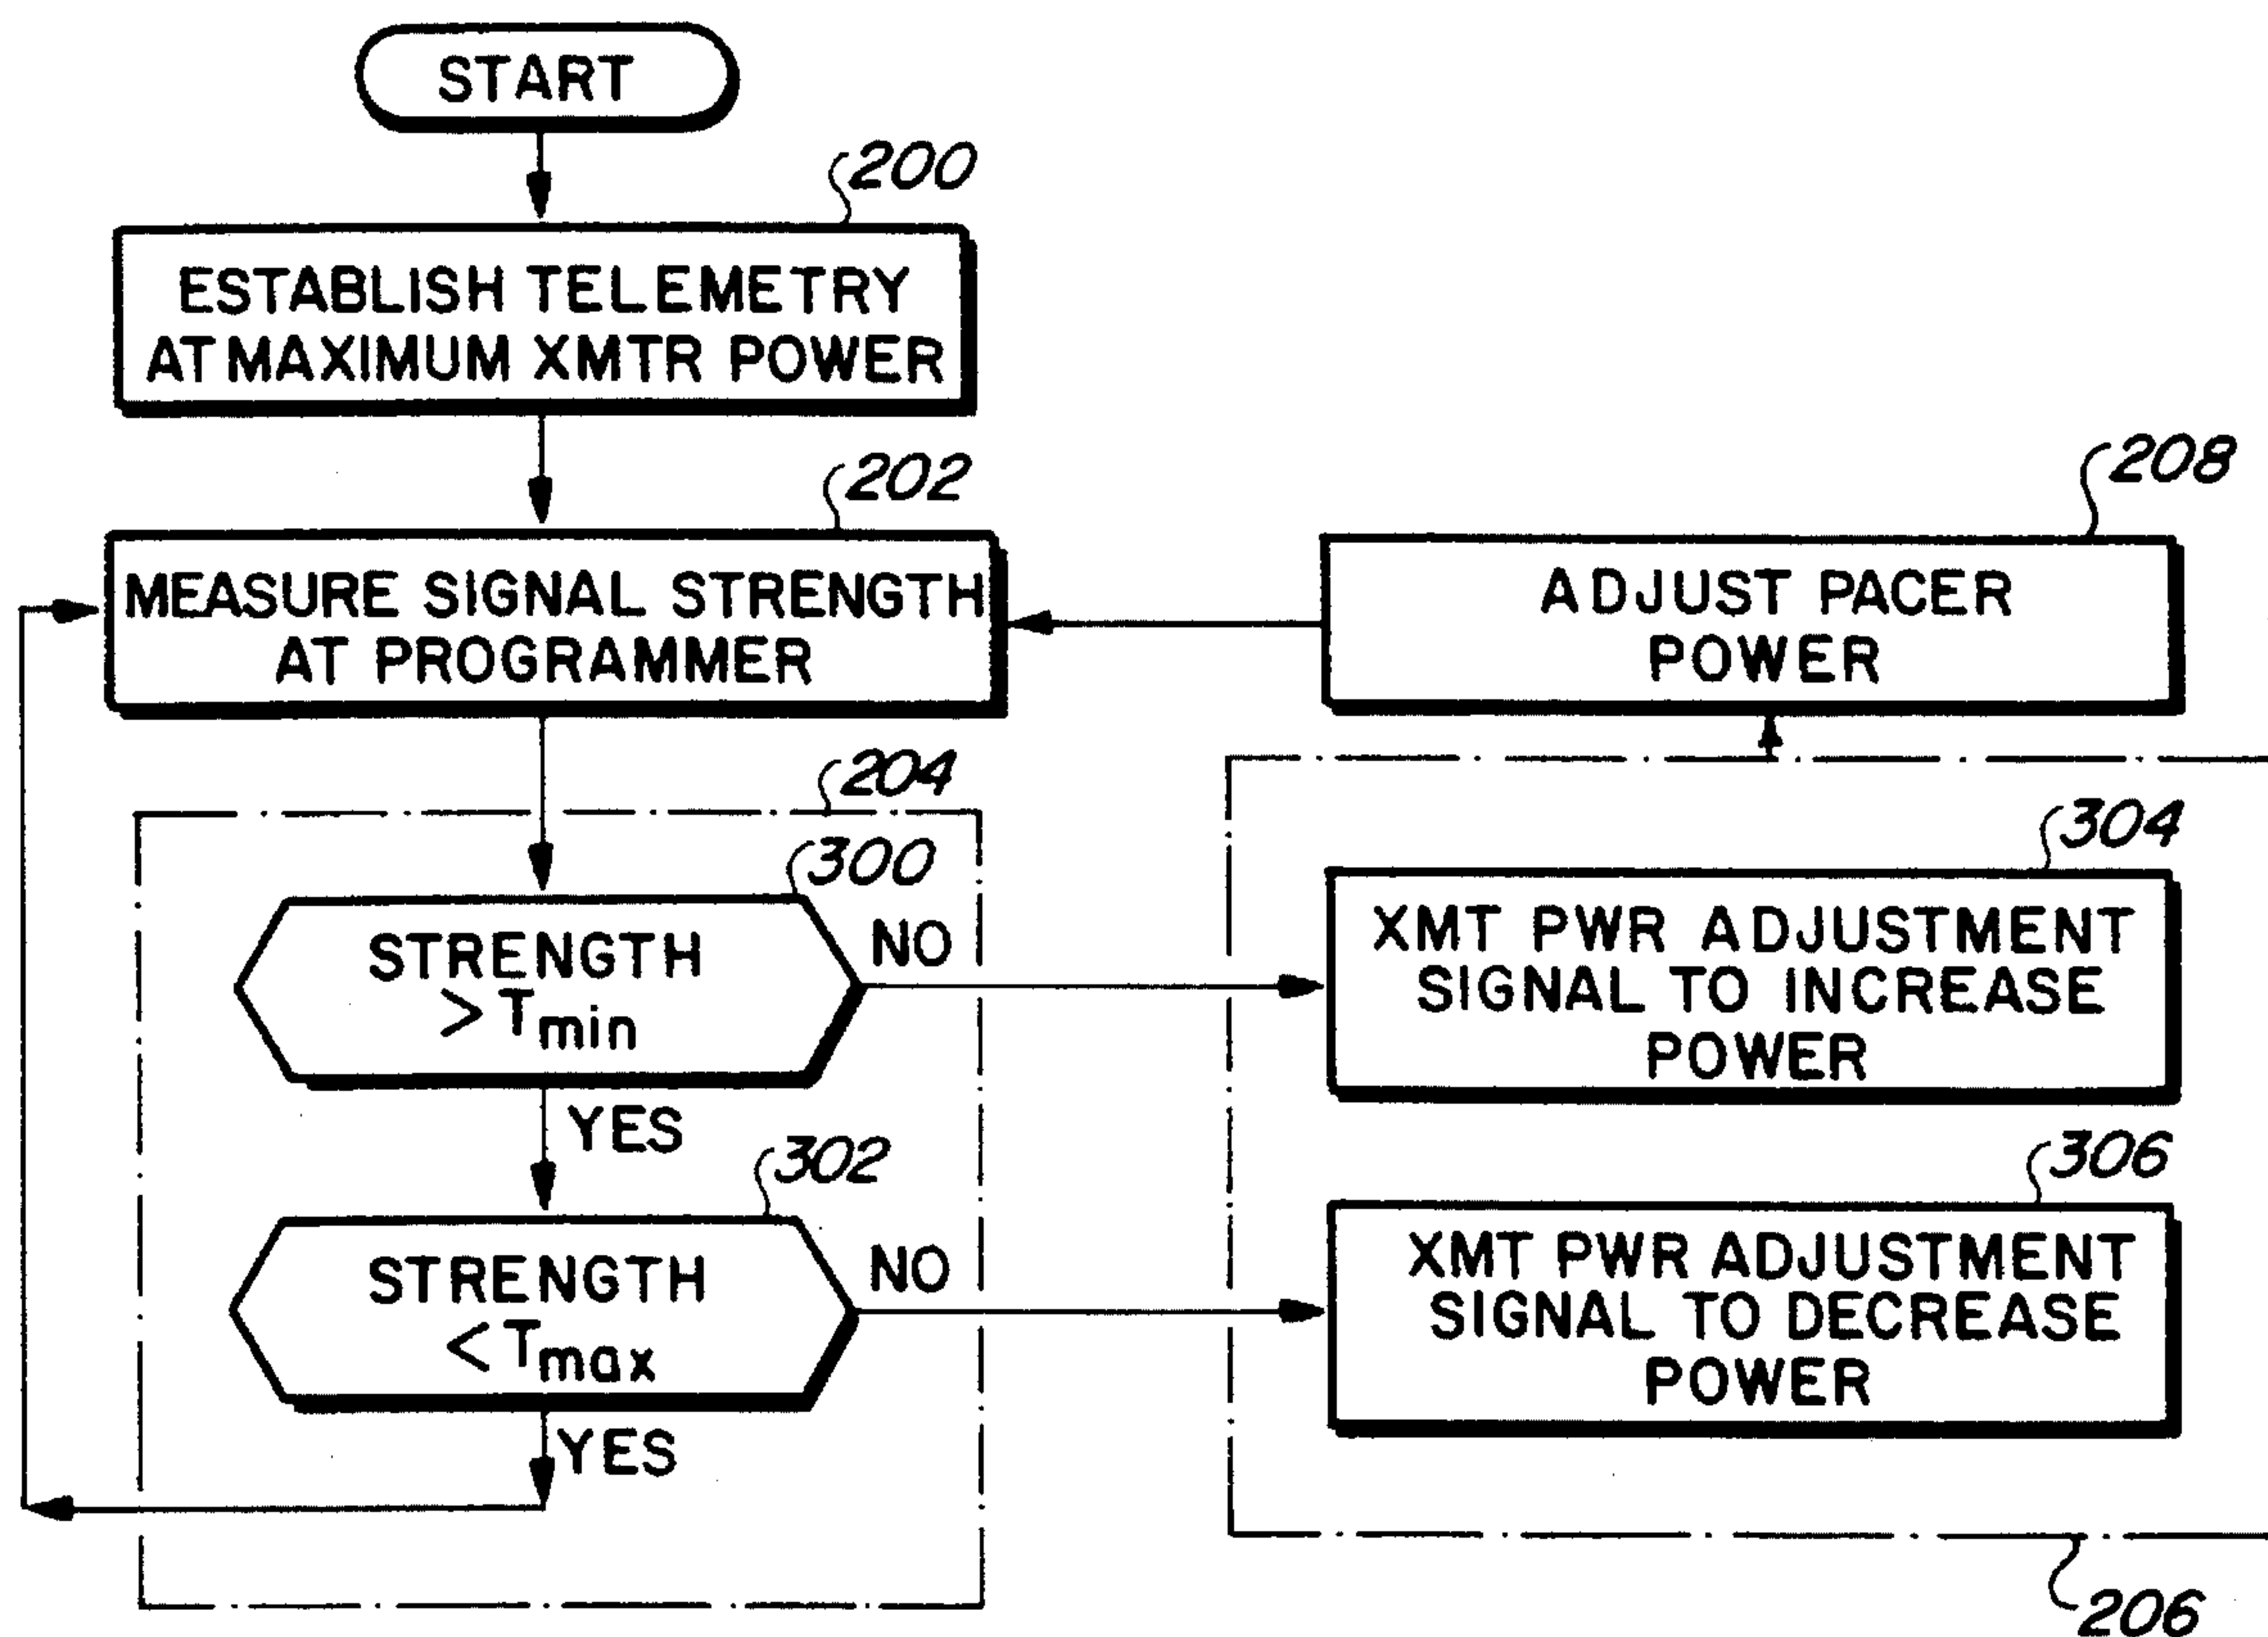 START
200
ESTABLISH TELEMETRY
AT MAXIMUM XMTR POWER
202
MEASURE SIGNAL STRENGTH
AT PROGRAMMER
208
ADJUST PACER
POWER
204
300
STRENGTH
> Tmin
NO
YES
302
STRENGTH
< Tmax
NO
YES
304
XMT PWR ADJUSTMENT
SIGNAL TO INCREASE
POWER
306
XMT PWR ADJUSTMENT
SIGNAL TO DECREASE
POWER
206